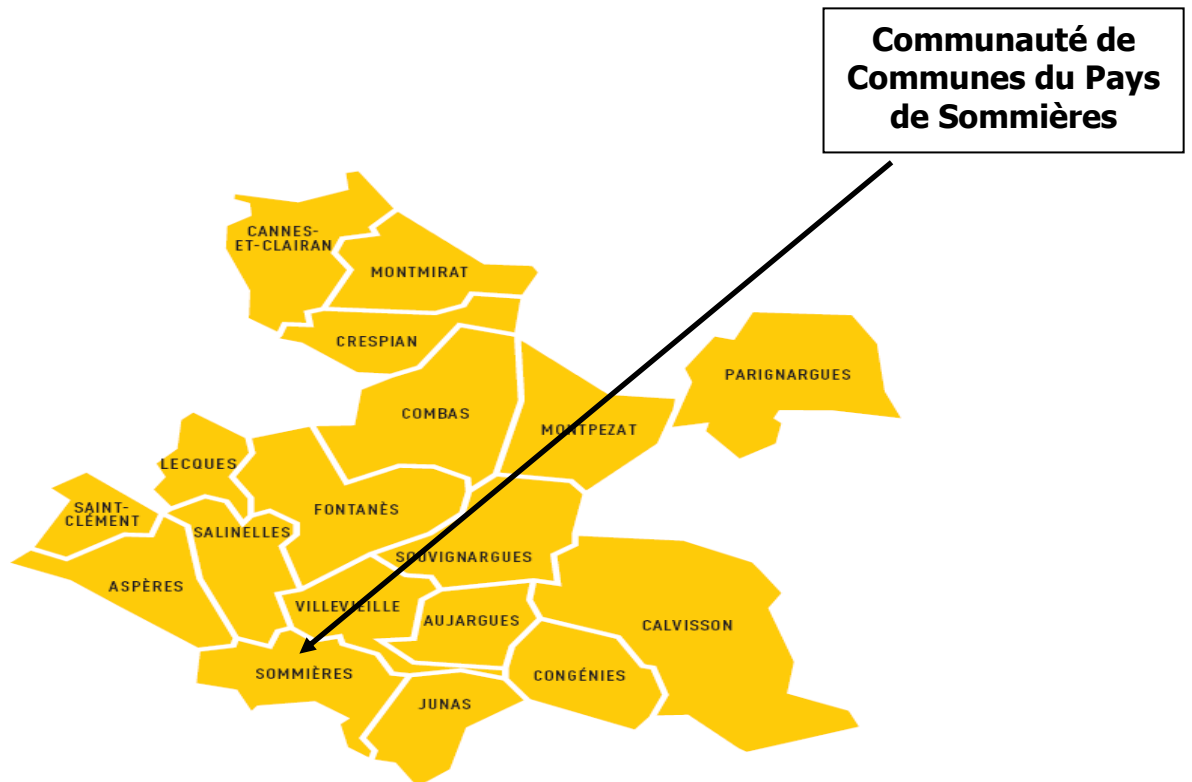 Communauté de
Communes du Pays
de Sommières
CANNES-
ET-CLAIRAN
MONTMIRAT
CRESPIAN
PARIGNARGUES
COMBAS
MONTPEZAT
LECQUES
SAINT-
CLÉMENT
SALINELLES
FONTANÈS
SOUVIGNARGUES
ASPÈRES
VILLEVIEILLE
AUJARGUES
CALVISSON
SOMMIÈRES
CONGÉNIES
JUNAS